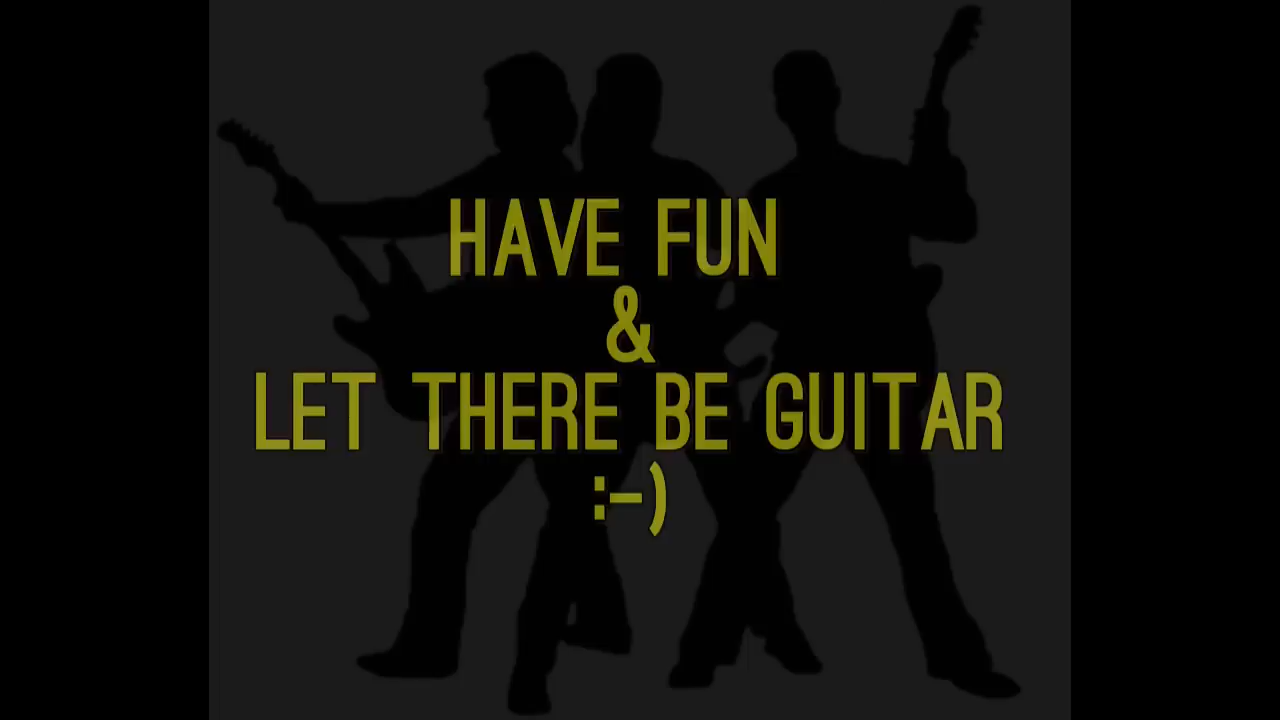 HAVE FUN
&
LET THERE BE GUITAR
:-)